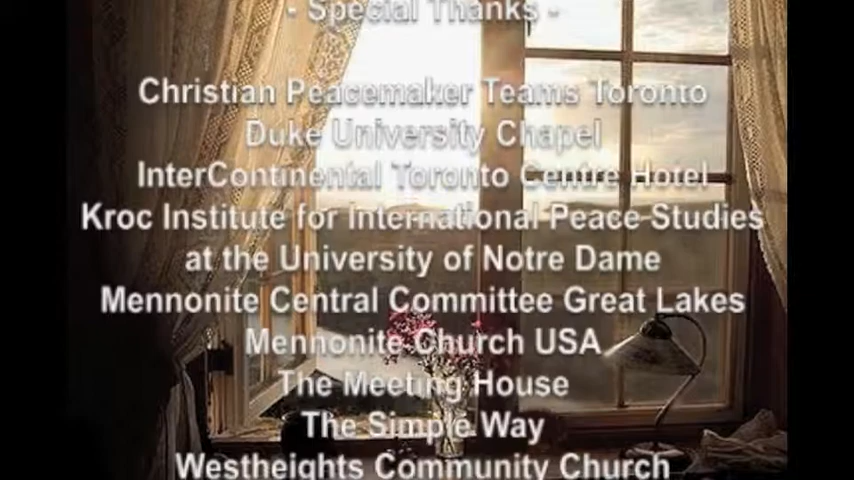 - Special Thanks -
Christian Peacemaker Teams Toronto
Duke University Chapel
InterContinental Toronto Centre Hotel
Kroc Institute for International Peace Studies
at the University of Notre Dame
Mennonite Central Committee Great Lakes
Mennonite Church USA
The Meeting House
The Simple Way
Westheights Community Church